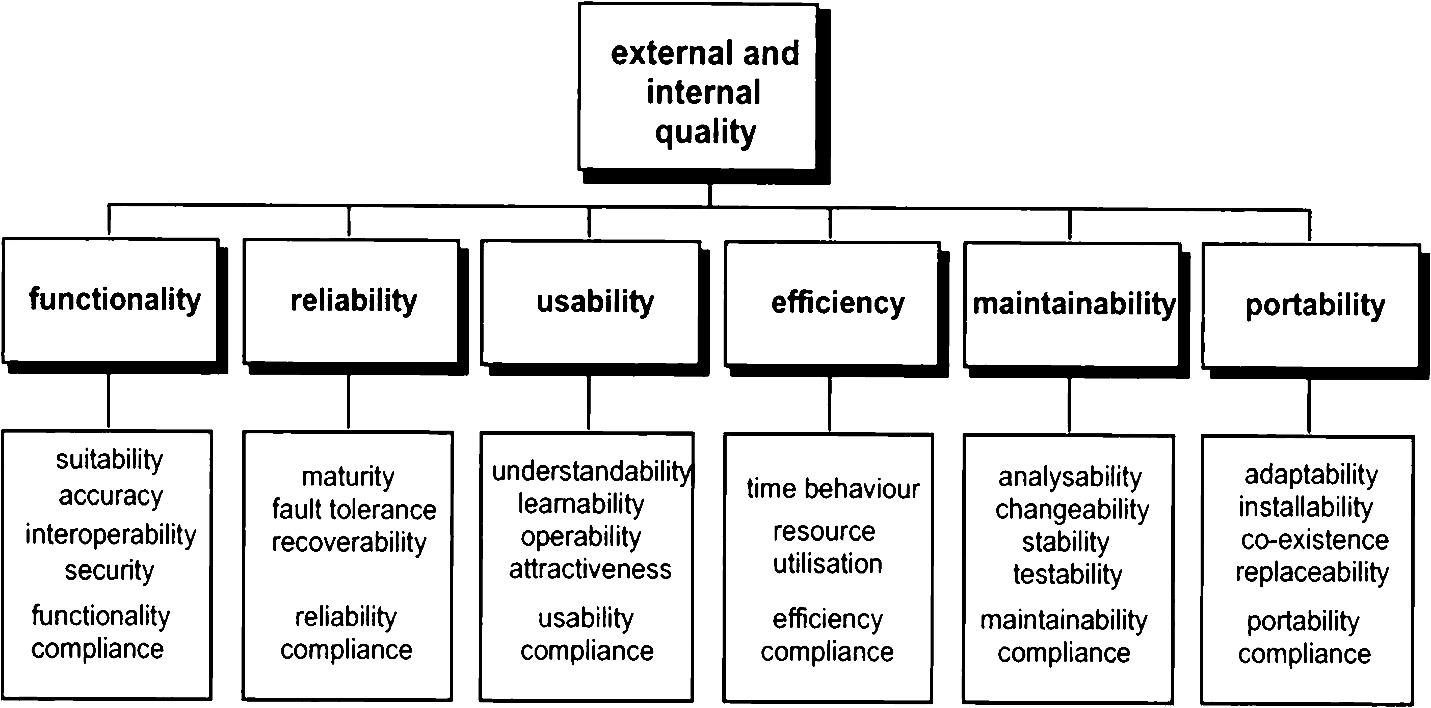 external and
internal
quality
functionality
reliability
usability
efficiency
maintainability
portability
suitability
accuracy
interoperability
security
functionality
compliance
maturity
fault tolerance
recoverability
reliability
compliance
understandability
learnability
operability
attractiveness
usability
compliance
time behaviour
resource
utilisation
efficiency
compliance
analysability
changeability
stability
testability
maintainability
compliance
adaptability
installability
co-existence
replaceability
portability
compliance